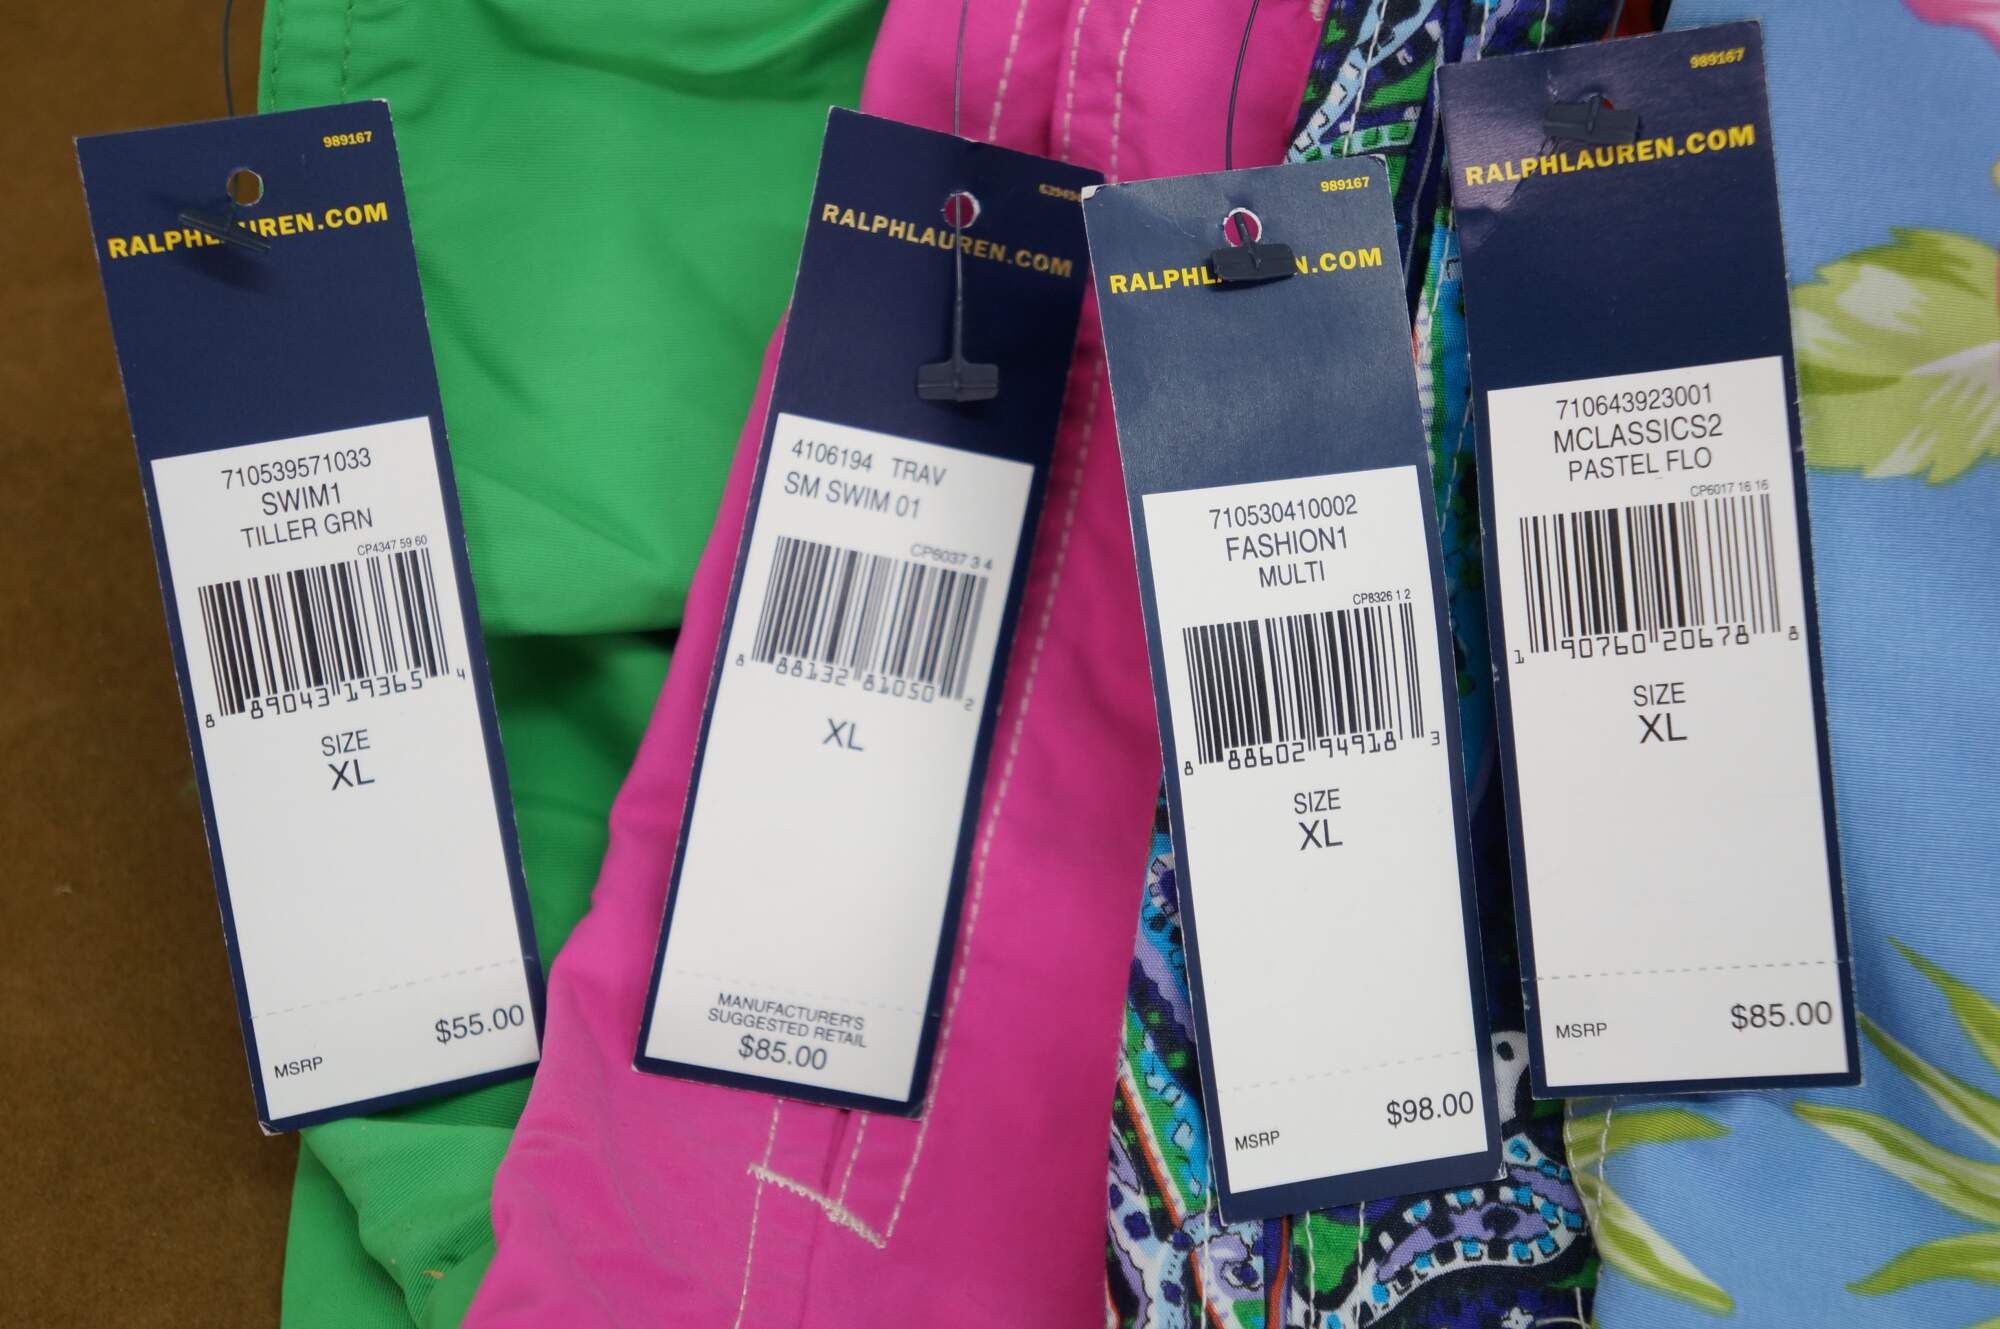 989167
RALPHLAUREN.COM
710539571033
SWIM1
TILLER GRN
CP4347 59 60
8 89043 19365 4
SIZE
XL
$55.00
MSRP
RALPHLAUREN.COM
4106194 TRAV
SM SWIM 01
CP6037 3 4
8 88132 81050 2
XL
MANUFACTURER'S
SUGGESTED RETAIL
$85.00
989167
RALPHL N.COM
710530410002
FASHION1
MULTI
CP8326 1 2
8 88602 94918 3
SIZE
XL
$98.00
MSRP
989167
RALPHLAUREN.COM
710643923001
MCLASSICS2
PASTEL FLO
CP6017 16 16
1 90760 20678 8
SIZE
XL
$85.00
MSRP